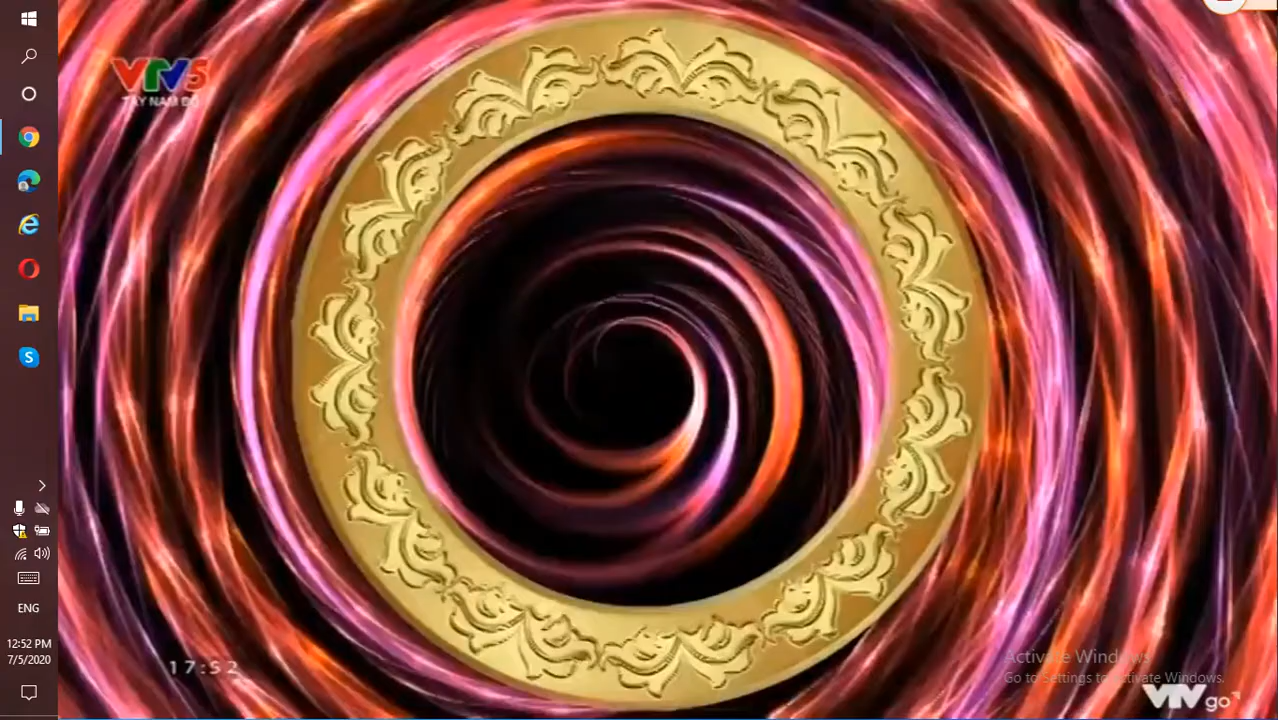 VTV5
TÂY NAM BỘ
S
ENG
12:52 PM
7/5/2020
17:52
Activate Windows
Go to Settings to activate Windows.
VTVgo